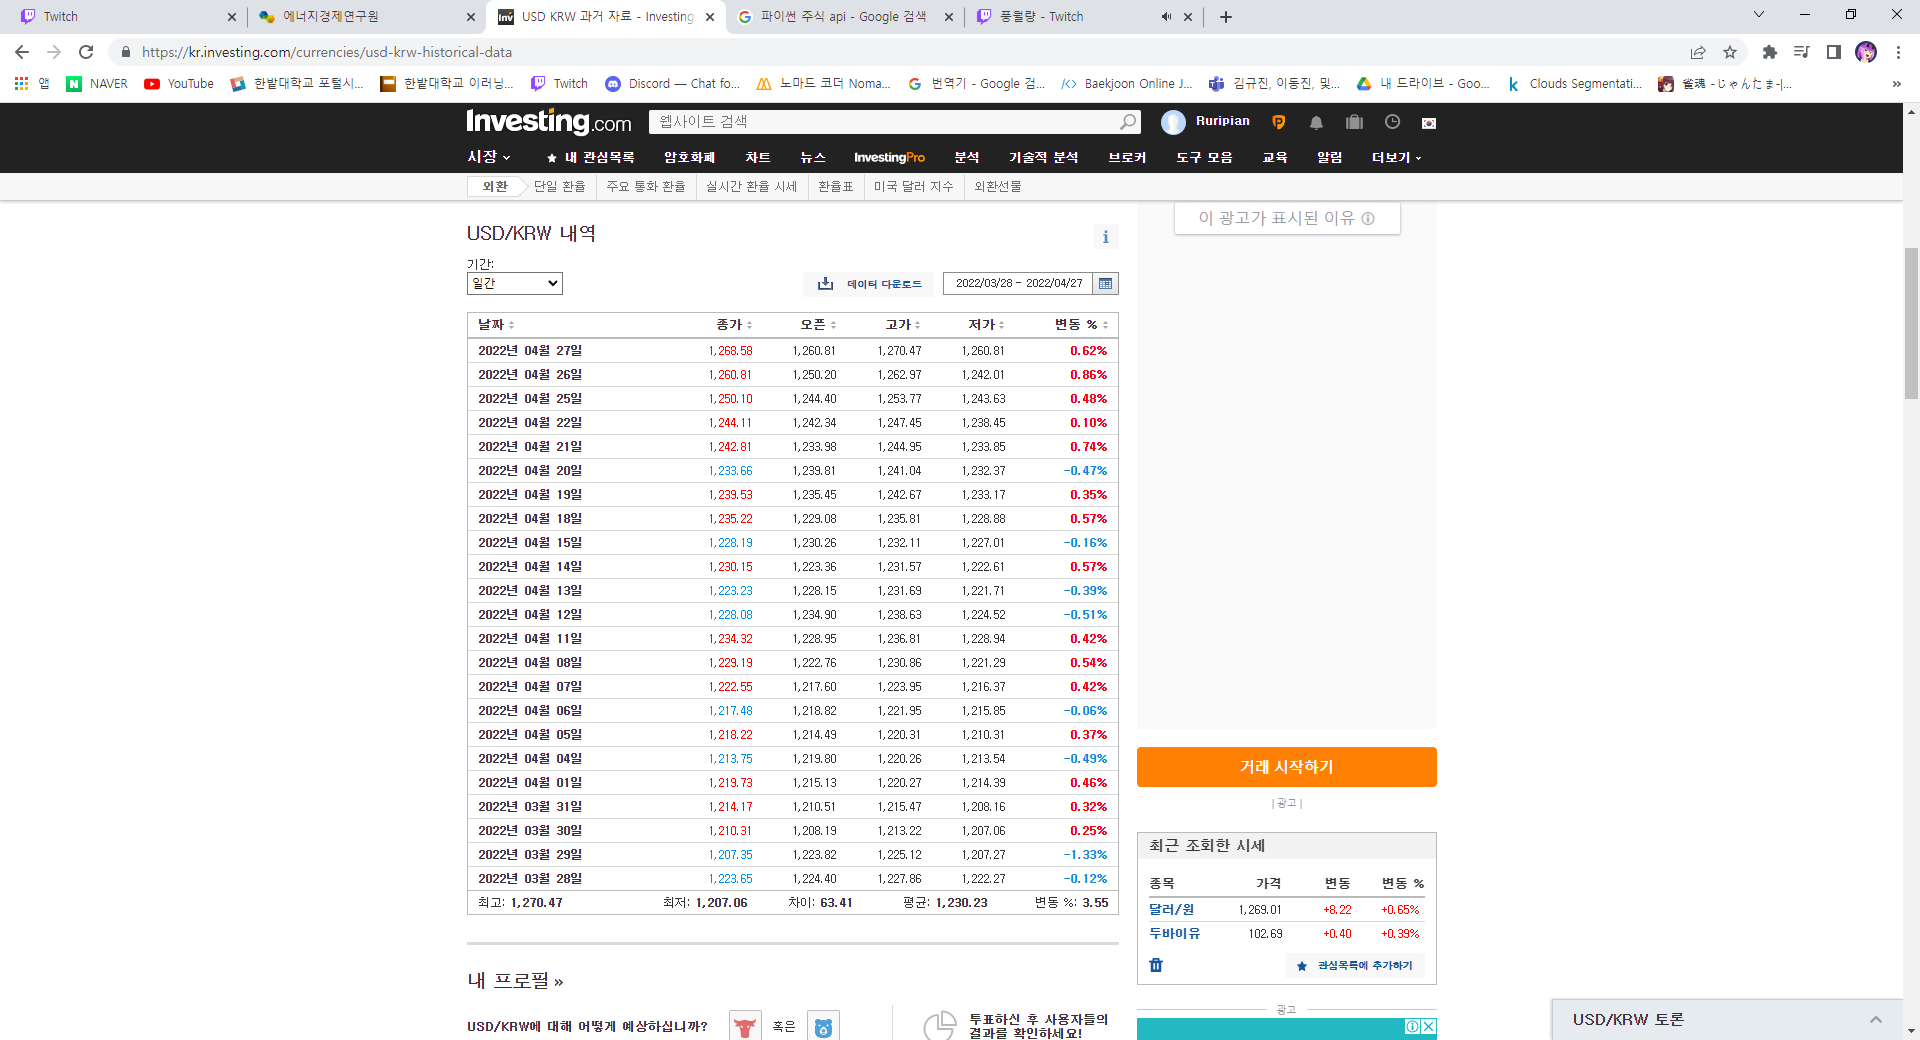 Twitch
에너지경제연구원
USD KRW 과거 자료 - Investing
파이썬 주식 api - Google 검색
풍월량 - Twitch
https://kr.investing.com/currencies/usd-krw-historical-data
앱 NAVER YouTube 한밭대학교 포털시... 한밭대학교 이러닝... Twitch Discord — Chat fo... 노마드 코더 Noma... 번역기 - Google 검... Baekjoon Online J... 김규진, 이동진, 및... 내 드라이브 - Goo... Clouds Segmentati... 雀魂 -じゃんたま-|... »
Investing.com 웹사이트 검색 Ruripian
시장 내 관심목록 암호화폐 차트 뉴스 InvestingPro 분석 기술적 분석 브로커 도구 모음 교육 알림 더보기
외환 단일 환율 주요 통화 환율 실시간 환율 시세 환율표 미국 달러 지수 외환선물
이 광고가 표시된 이유
USD/KRW 내역
기간:
일간 데이터 다운로드 2022/03/28 - 2022/04/27
날짜 종가 오픈 고가 저가 변동 %
2022년 04월 27일 1,268.58 1,260.81 1,270.47 1,260.81 0.62%
2022년 04월 26일 1,260.81 1,250.20 1,262.97 1,242.01 0.86%
2022년 04월 25일 1,250.10 1,244.40 1,253.77 1,243.63 0.48%
2022년 04월 22일 1,244.11 1,242.34 1,247.45 1,238.45 0.10%
2022년 04월 21일 1,242.81 1,233.98 1,244.95 1,233.85 0.74%
2022년 04월 20일 1,233.66 1,239.81 1,241.04 1,232.37 -0.47%
2022년 04월 19일 1,239.53 1,235.45 1,242.67 1,233.17 0.35%
2022년 04월 18일 1,235.22 1,229.08 1,235.81 1,228.88 0.57%
2022년 04월 15일 1,228.19 1,230.26 1,232.11 1,227.01 -0.16%
2022년 04월 14일 1,230.15 1,223.36 1,231.57 1,222.61 0.57%
2022년 04월 13일 1,223.23 1,228.15 1,231.69 1,221.71 -0.39%
2022년 04월 12일 1,228.08 1,234.90 1,238.63 1,224.52 -0.51%
2022년 04월 11일 1,234.32 1,228.95 1,236.81 1,228.94 0.42%
2022년 04월 08일 1,229.19 1,222.76 1,230.86 1,221.29 0.54%
2022년 04월 07일 1,222.55 1,217.60 1,223.95 1,216.37 0.42%
2022년 04월 06일 1,217.48 1,218.82 1,221.95 1,215.85 -0.06%
2022년 04월 05일 1,218.22 1,214.49 1,220.31 1,210.31 0.37%
2022년 04월 04일 1,213.75 1,219.80 1,220.26 1,213.54 -0.49%
2022년 04월 01일 1,219.73 1,215.13 1,220.27 1,214.39 0.46%
2022년 03월 31일 1,214.17 1,210.51 1,215.47 1,208.16 0.32%
2022년 03월 30일 1,210.31 1,208.19 1,213.22 1,207.06 0.25%
2022년 03월 29일 1,207.35 1,223.82 1,225.12 1,207.27 -1.33%
2022년 03월 28일 1,223.65 1,224.40 1,227.86 1,222.27 -0.12%
최고: 1,270.47 최저: 1,207.06 차이: 63.41 평균: 1,230.23 변동 %: 3.55
거래 시작하기
| 광고 |
최근 조회한 시세
종목 가격 변동 변동 %
달러/원 1,269.01 +8.22 +0.65%
두바이유 102.69 +0.40 +0.39%
관심목록에 추가하기
내 프로필 »
USD/KRW에 대해 어떻게 예상하십니까? 혹은
투표하신 후 사용자들의
결과를 확인하세요!
광고
USD/KRW 토론